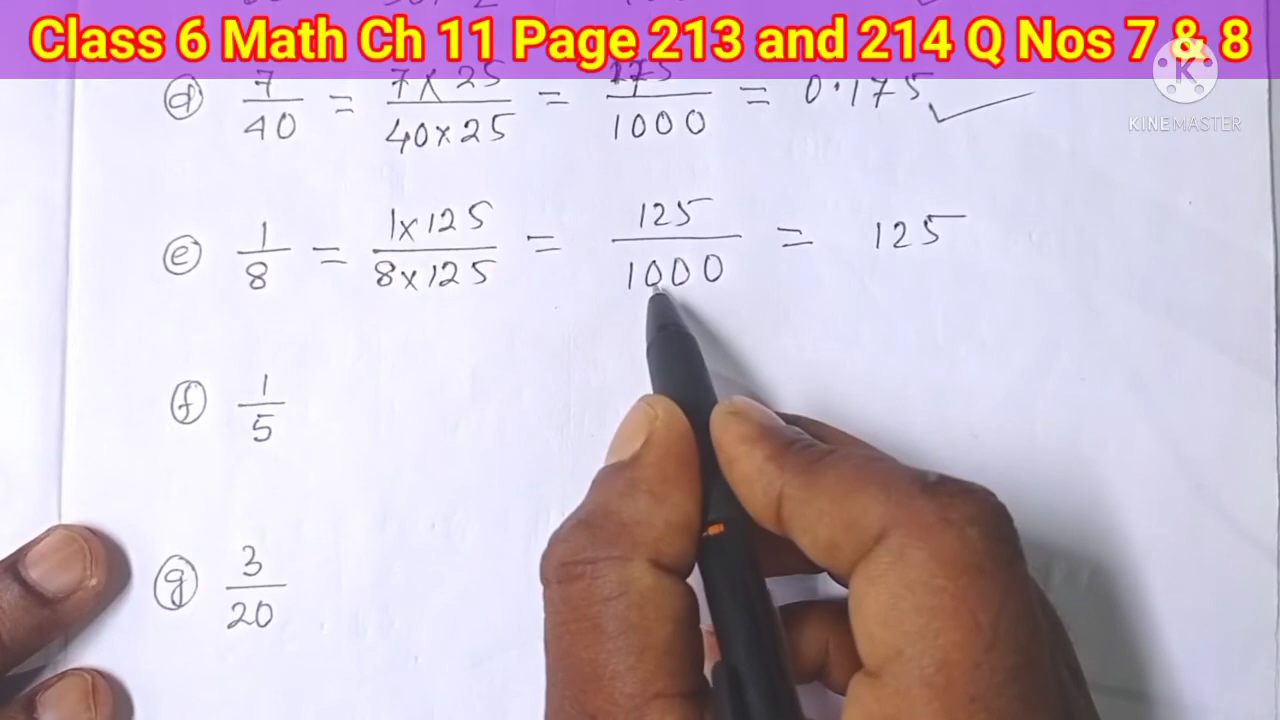 Class 6 Math Ch 11 Page 213 and 214 Q Nos 7 & 8
K
KINEMASTER
(d) 7/40 = 7 × 25/40 × 25 = 175/1000 = 0.175 ✓
(e) 1/8 = 1 × 125/8 × 125 = 125/1000 = 125
(f) 1/5
(g) 3/20